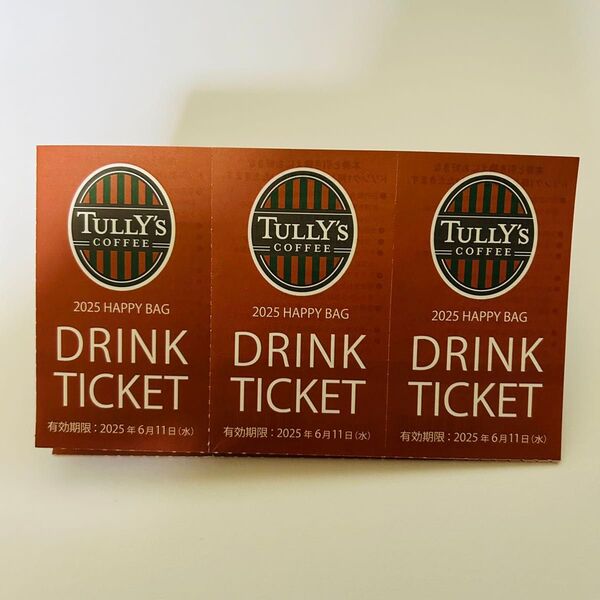 TULLY'S
COFFEE
2025 HAPPY BAG
DRINK
TICKET
有効期限：2025年6月11日（水）
TULLY'S
COFFEE
2025 HAPPY BAG
DRINK
TICKET
有効期限：2025年6月11日（水）
TULLY'S
COFFEE
2025 HAPPY BAG
DRINK
TICKET
有効期限：2025年6月11日（水）